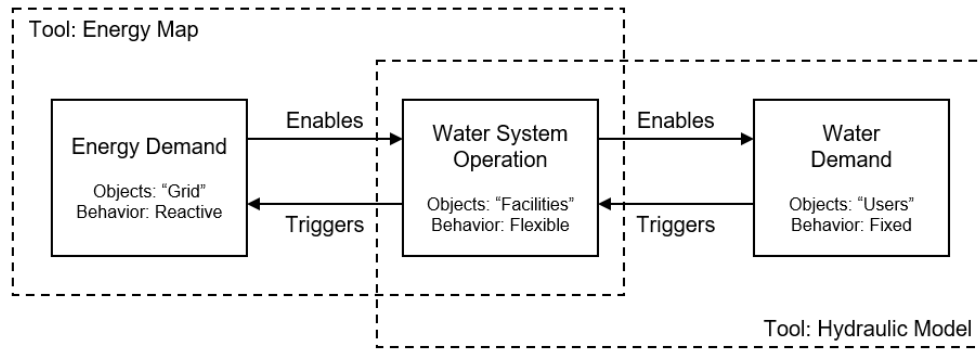 Tool: Energy Map
Energy Demand
Objects: “Grid”
Behavior: Reactive
Enables
Triggers
Water System
Operation
Objects: “Facilities”
Behavior: Flexible
Enables
Triggers
Water
Demand
Objects: “Users”
Behavior: Fixed
Tool: Hydraulic Model